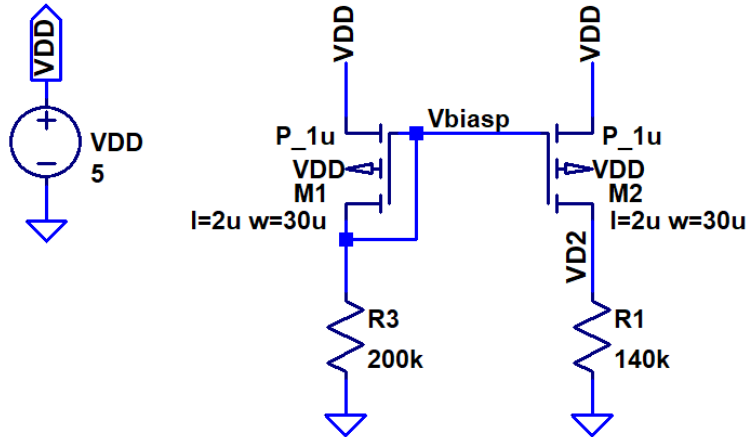 VDD
VDD
5
VDD
P_1u
VDD
M1
l=2u w=30u
Vbiasp
R3
200k
VDD
P_1u
VDD
M2
l=2u w=30u
VD2
R1
140k